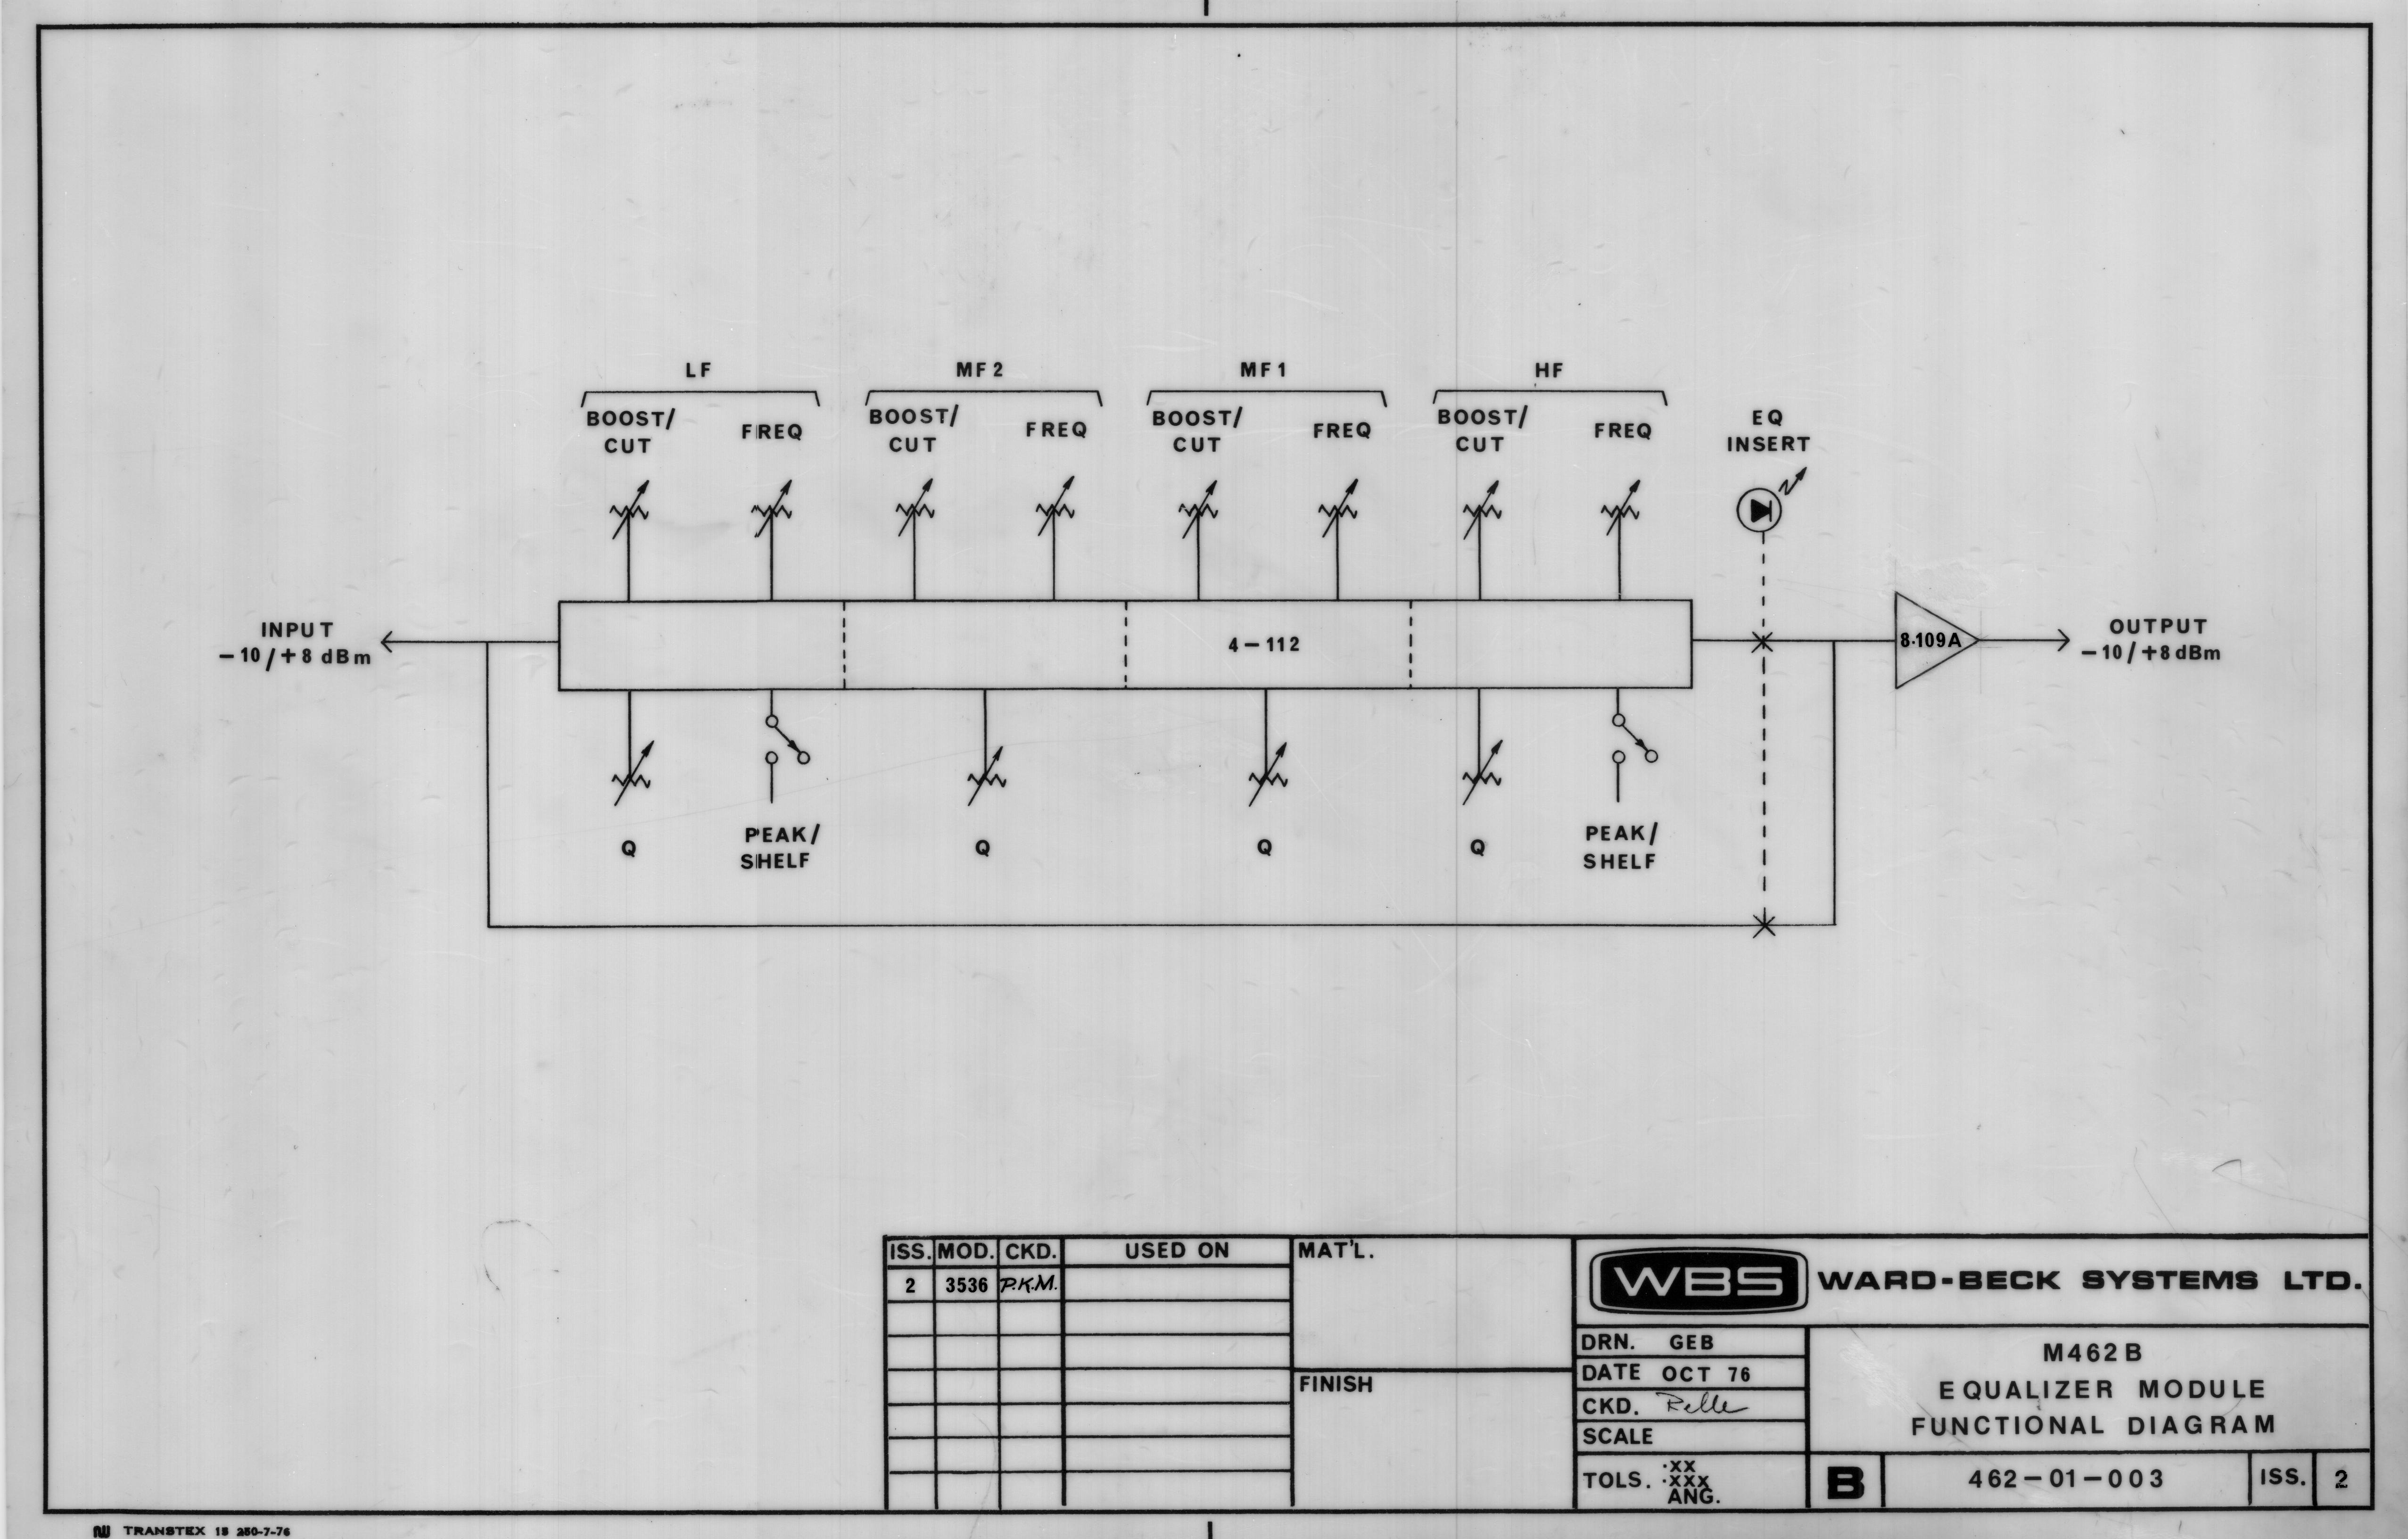 LF
MF2
MF1
HF
BOOST/
CUT
FREQ
BOOST/
CUT
FREQ
BOOST/
CUT
FREQ
BOOST/
CUT
FREQ
EQ
INSERT
INPUT
-10/+8 dBm
4-112
8·109A
OUTPUT
-10/+8dBm
Q
PEAK/
SHELF
Q
Q
Q
PEAK/
SHELF
ISS. MOD. CKD. USED ON
2 3536 P.K.M.
MAT'L.
FINISH
WBS WARD-BECK SYSTEMS LTD.
DRN. GEB
DATE OCT 76
CKD.
SCALE
TOLS. .XX
.XXX
ANG.
M462B
EQUALIZER MODULE
FUNCTIONAL DIAGRAM
B 462-01-003 ISS. 2
TRANSTEX 18 250-7-76